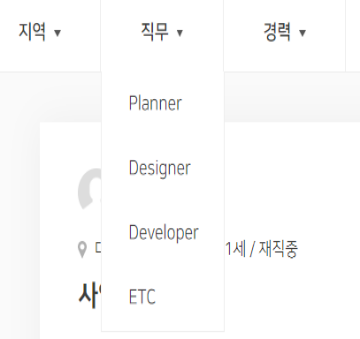 지역 ▼ 직무 ▼ 경력 ▼
Planner
Designer
Developer
1세 / 재직중
ETC